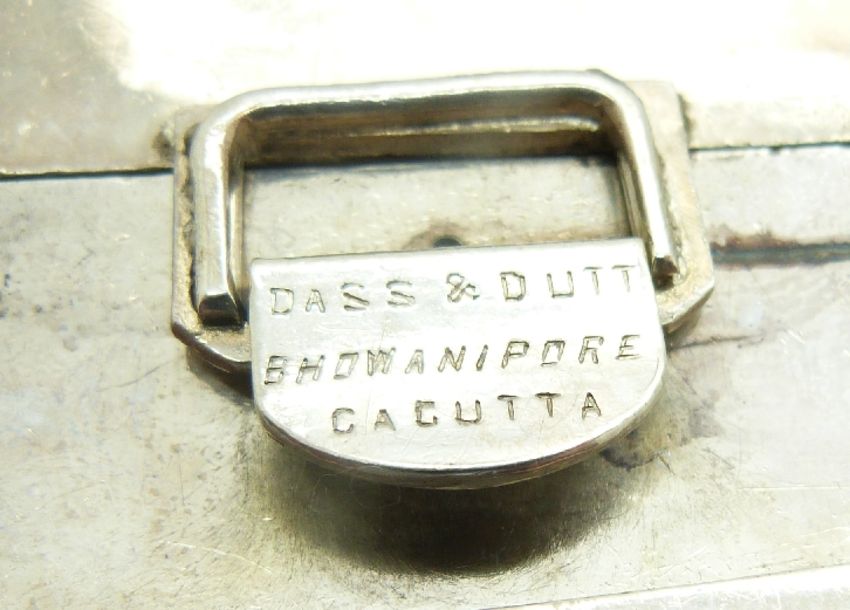 DASS & DUTT
BHOWANIPORE
CACUTTA